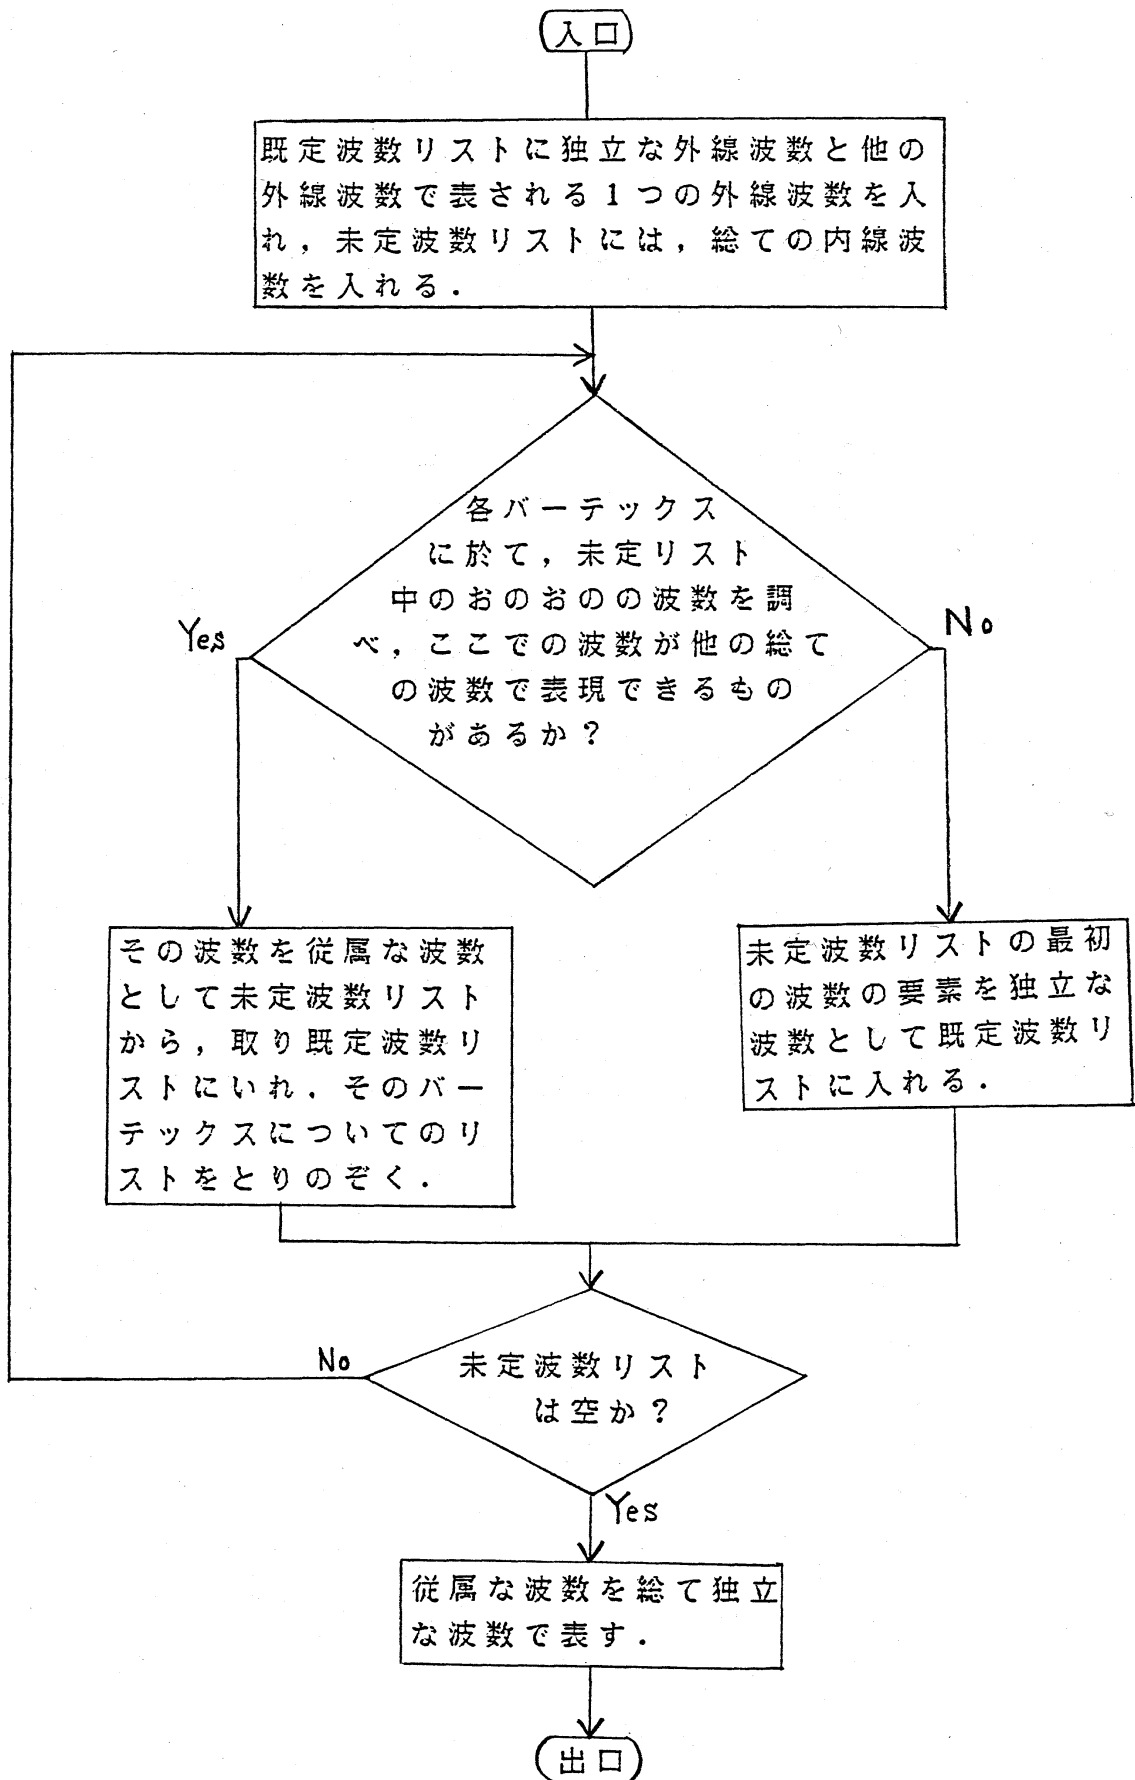 入口
既定波数リストに独立な外線波数と他の
外線波数で表される1つの外線波数を入
れ，未定波数リストには，総ての内線波
数を入れる．
各バーテックス
に於て，未定リスト
中のおのおのの波数を調
べ，ここでの波数が他の総て
の波数で表現できるもの
があるか？
Yes
No
その波数を従属な波数
として未定波数リスト
から，取り既定波数リ
ストにいれ．そのバー
テックスについてのリ
ストをとりのぞく．
未定波数リストの最初
の波数の要素を独立な
波数として既定波数リ
ストに入れる．
No
未定波数リスト
は空か？
Yes
従属な波数を総て独立
な波数で表す．
出口